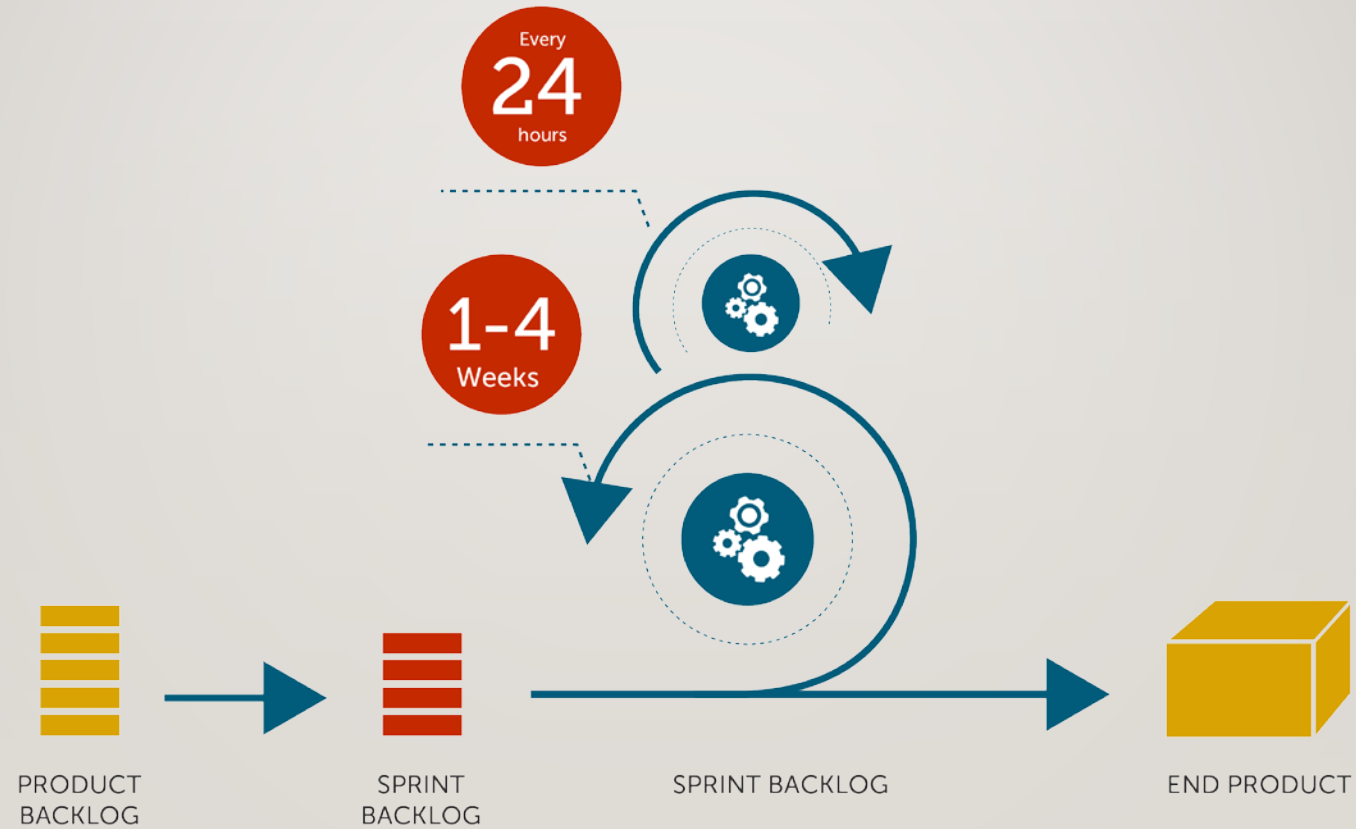 Every
24
hours
1-4
Weeks
PRODUCT
BACKLOG
SPRINT
BACKLOG
SPRINT BACKLOG
END PRODUCT